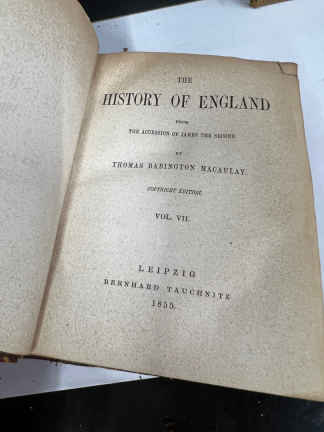 THE
HISTORY OF ENGLAND
FROM
THE ACCESSION OF JAMES THE SECOND.
BY
THOMAS BABINGTON MACAULAY.
COPYRIGHT EDITION.
VOL. VII.
LEIPZIG
BERNHARD TAUCHNITZ
1855.